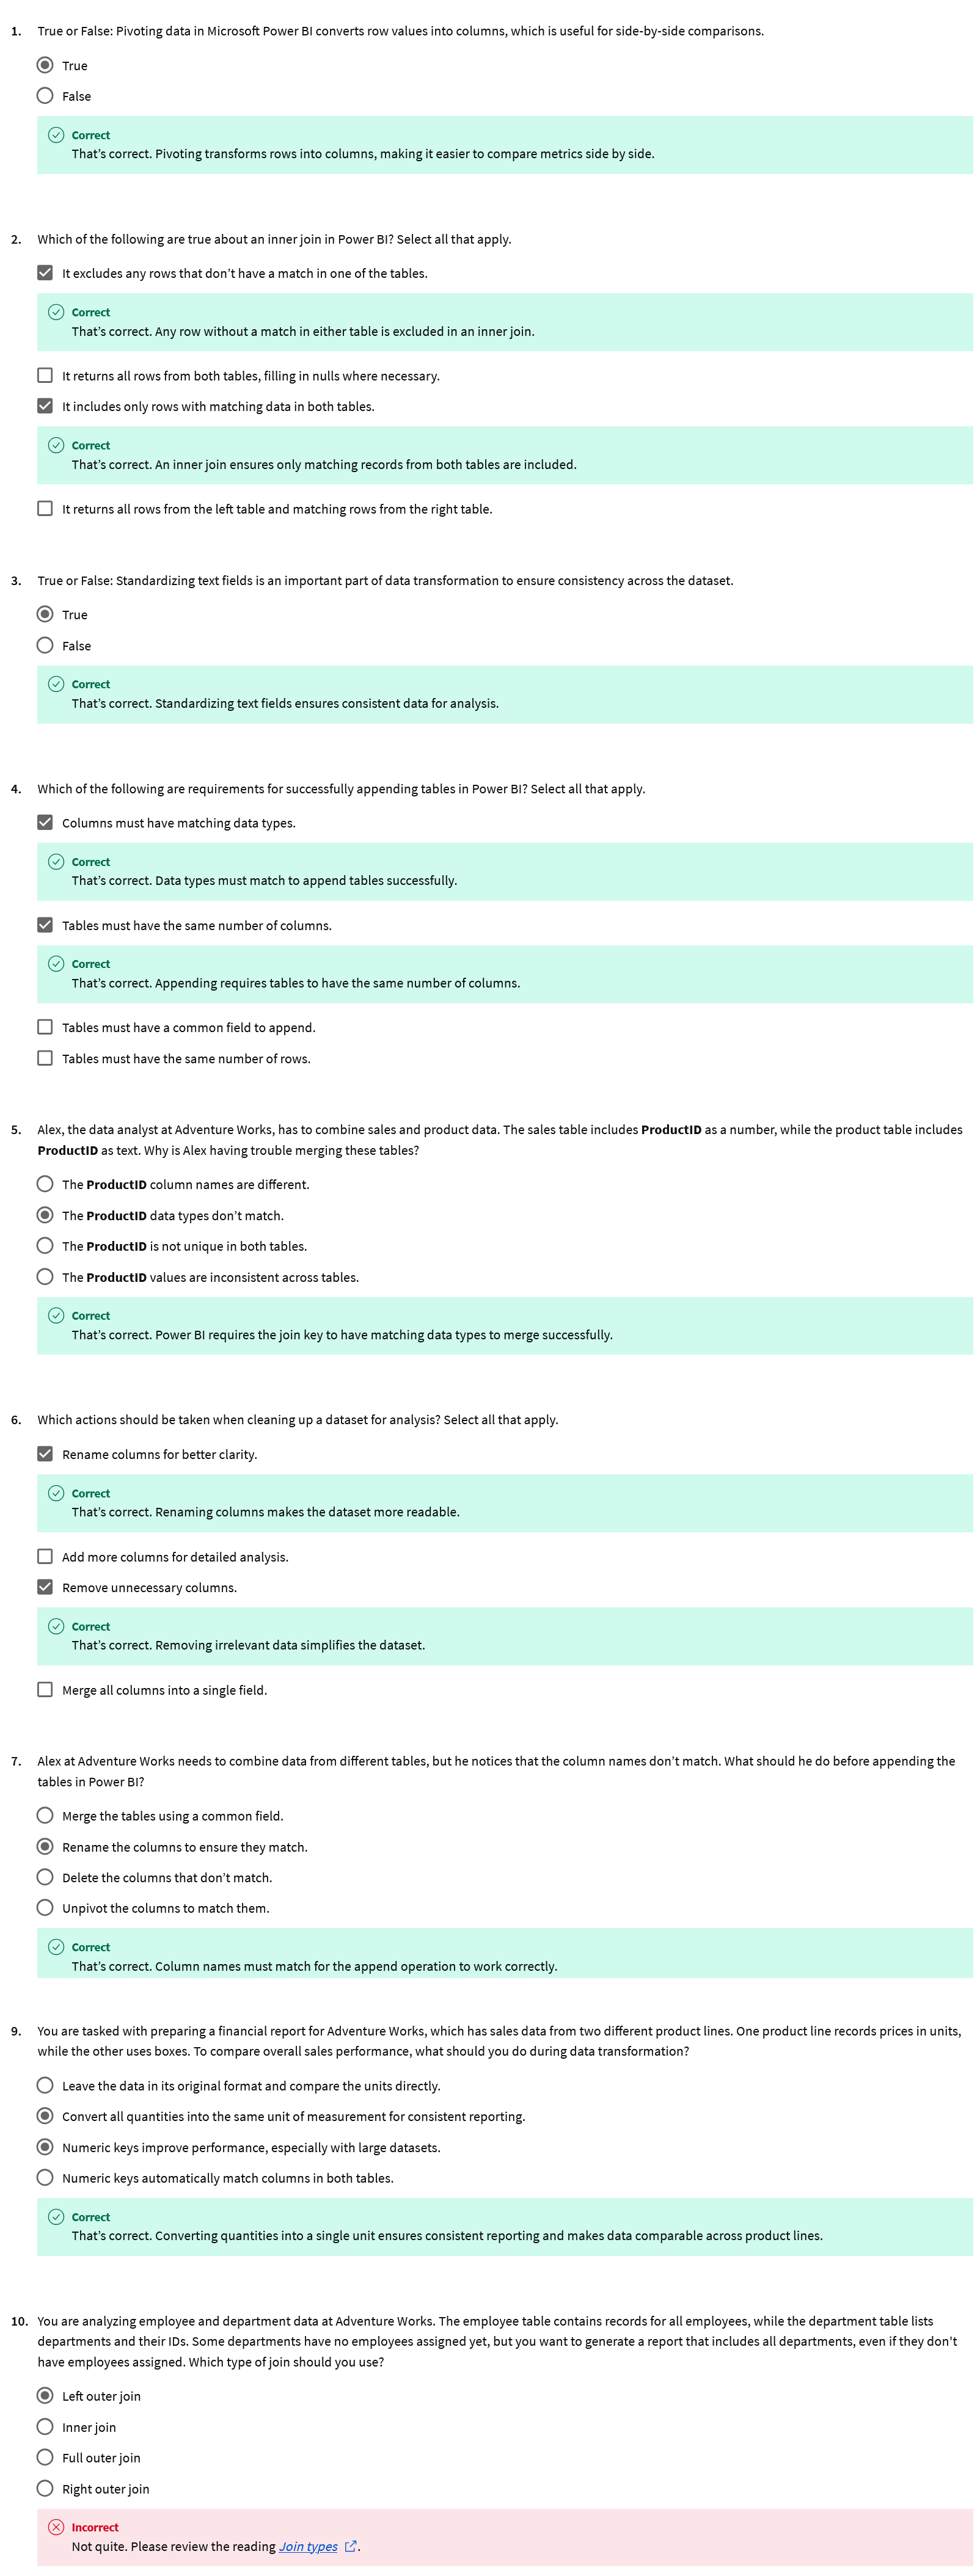 1. True or False: Pivoting data in Microsoft Power BI converts row values into columns, which is useful for side-by-side comparisons.
True
False
Correct
That’s correct. Pivoting transforms rows into columns, making it easier to compare metrics side by side.
2. Which of the following are true about an inner join in Power BI? Select all that apply.
It excludes any rows that don’t have a match in one of the tables.
Correct
That’s correct. Any row without a match in either table is excluded in an inner join.
It returns all rows from both tables, filling in nulls where necessary.
It includes only rows with matching data in both tables.
Correct
That’s correct. An inner join ensures only matching records from both tables are included.
It returns all rows from the left table and matching rows from the right table.
3. True or False: Standardizing text fields is an important part of data transformation to ensure consistency across the dataset.
True
False
Correct
That’s correct. Standardizing text fields ensures consistent data for analysis.
4. Which of the following are requirements for successfully appending tables in Power BI? Select all that apply.
Columns must have matching data types.
Correct
That’s correct. Data types must match to append tables successfully.
Tables must have the same number of columns.
Correct
That’s correct. Appending requires tables to have the same number of columns.
Tables must have a common field to append.
Tables must have the same number of rows.
5. Alex, the data analyst at Adventure Works, has to combine sales and product data. The sales table includes ProductID as a number, while the product table includes
ProductID as text. Why is Alex having trouble merging these tables?
The ProductID column names are different.
The ProductID data types don’t match.
The ProductID is not unique in both tables.
The ProductID values are inconsistent across tables.
Correct
That’s correct. Power BI requires the join key to have matching data types to merge successfully.
6. Which actions should be taken when cleaning up a dataset for analysis? Select all that apply.
Rename columns for better clarity.
Correct
That’s correct. Renaming columns makes the dataset more readable.
Add more columns for detailed analysis.
Remove unnecessary columns.
Correct
That’s correct. Removing irrelevant data simplifies the dataset.
Merge all columns into a single field.
7. Alex at Adventure Works needs to combine data from different tables, but he notices that the column names don’t match. What should he do before appending the
tables in Power BI?
Merge the tables using a common field.
Rename the columns to ensure they match.
Delete the columns that don’t match.
Unpivot the columns to match them.
Correct
That’s correct. Column names must match for the append operation to work correctly.
9. You are tasked with preparing a financial report for Adventure Works, which has sales data from two different product lines. One product line records prices in units,
while the other uses boxes. To compare overall sales performance, what should you do during data transformation?
Leave the data in its original format and compare the units directly.
Convert all quantities into the same unit of measurement for consistent reporting.
Numeric keys improve performance, especially with large datasets.
Numeric keys automatically match columns in both tables.
Correct
That’s correct. Converting quantities into a single unit ensures consistent reporting and makes data comparable across product lines.
10. You are analyzing employee and department data at Adventure Works. The employee table contains records for all employees, while the department table lists
departments and their IDs. Some departments have no employees assigned yet, but you want to generate a report that includes all departments, even if they don't
have employees assigned. Which type of join should you use?
Left outer join
Inner join
Full outer join
Right outer join
Incorrect
Not quite. Please review the reading Join types .